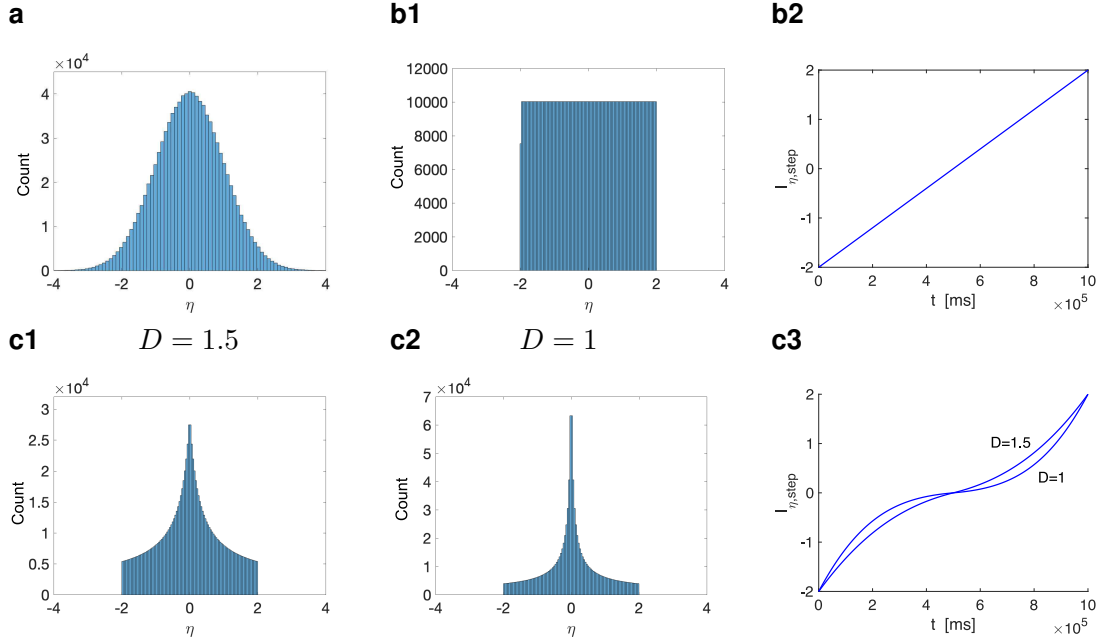 a
×10^4
4
3
2
1
0
Count
-4 -2 0 2 4
η
b1
12000
10000
8000
6000
4000
2000
0
Count
-4 -2 0 2 4
η
b2
2
1
0
-1
-2
I_{η,step}
0 2 4 6 8 10
t [ms]
×10^5
c1
D = 1.5
×10^4
3
2.5
2
1.5
1
0.5
0
Count
-4 -2 0 2 4
η
c2
D = 1
×10^4
7
6
5
4
3
2
1
0
Count
-4 -2 0 2 4
η
c3
2
1
0
-1
-2
I_{η,step}
D=1.5
D=1
0 2 4 6 8 10
t [ms]
×10^5